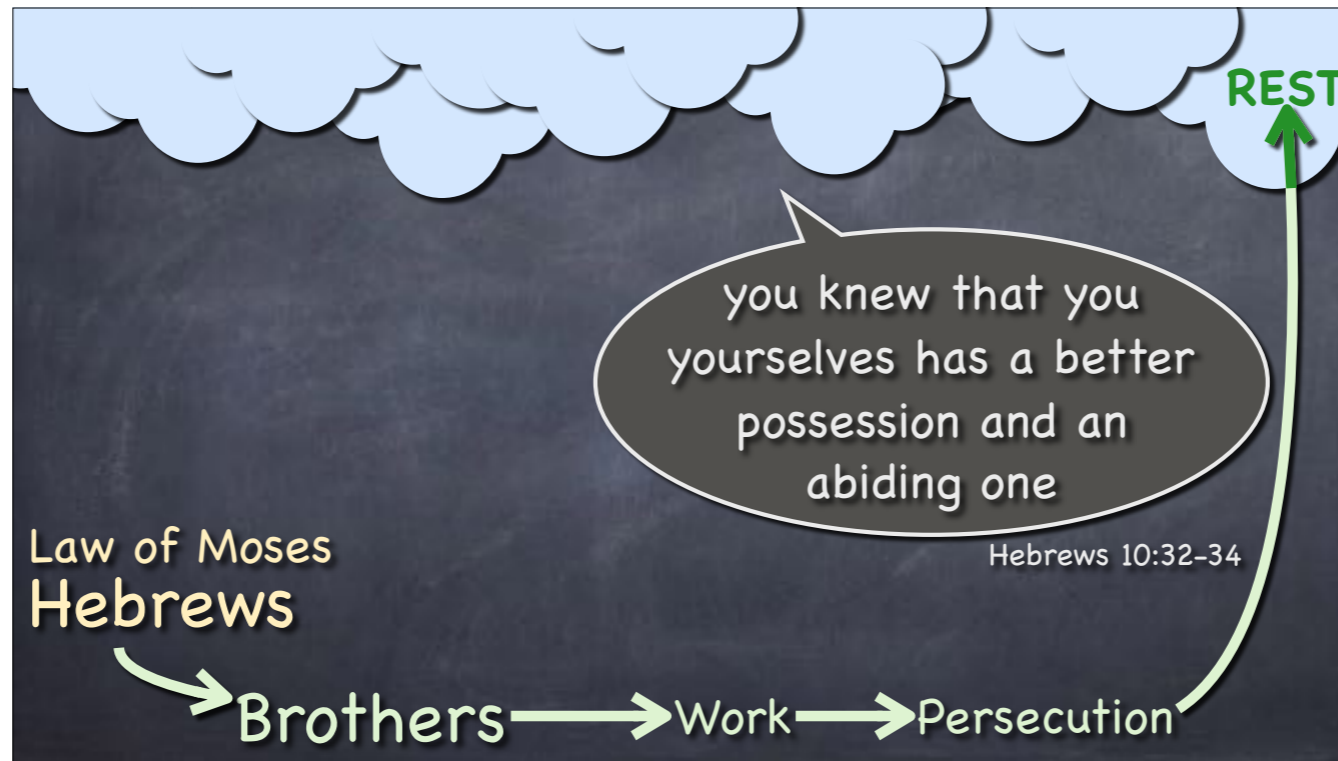 REST
you knew that you
yourselves has a better
possession and an
abiding one
Hebrews 10:32-34
Law of Moses
Hebrews
Brothers Work Persecution